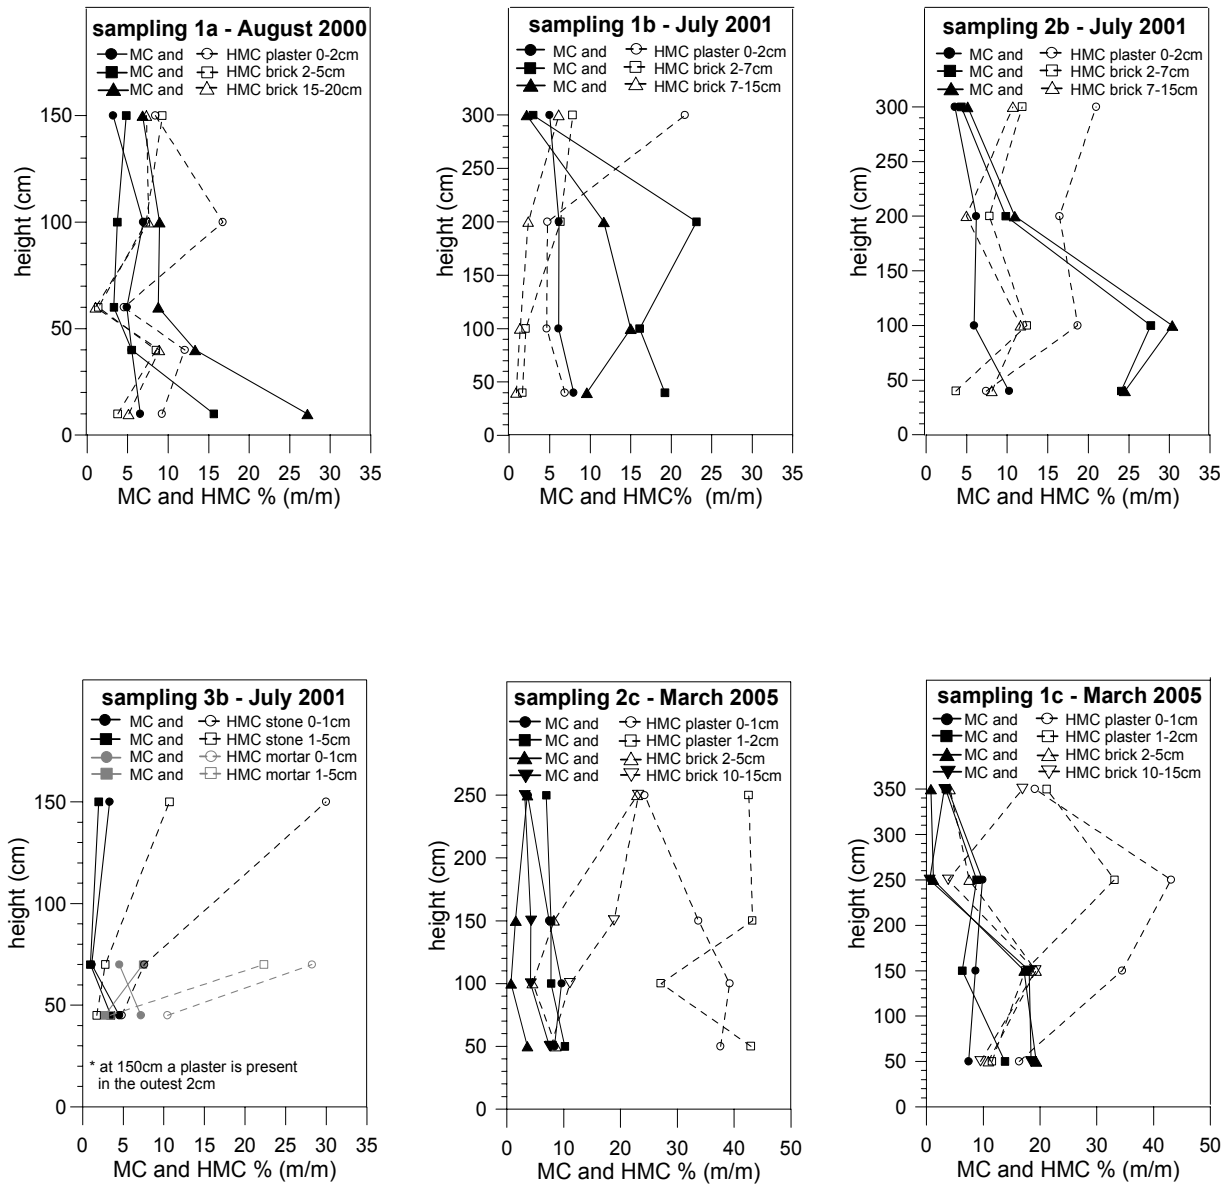 sampling 1a - August 2000
MC and HMC plaster 0-2cm
MC and HMC brick 2-5cm
MC and HMC brick 15-20cm
150
100
50
0
height (cm)
0 5 10 15 20 25 30 35
MC and HMC % (m/m)
sampling 1b - July 2001
MC and HMC plaster 0-2cm
MC and HMC brick 2-7cm
MC and HMC brick 7-15cm
300
200
100
50
0
height (cm)
0 5 10 15 20 25 30 35
MC and HMC% (m/m)
sampling 2b - July 2001
MC and HMC plaster 0-2cm
MC and HMC brick 2-7cm
MC and HMC brick 7-15cm
300
250
200
150
100
50
0
height (cm)
0 5 10 15 20 25 30 35
MC and HMC % (m/m)
sampling 3b - July 2001
MC and HMC stone 0-1cm
MC and HMC stone 1-5cm
MC and HMC mortar 0-1cm
MC and HMC mortar 1-5cm
150
100
50
0
height (cm)
* at 150cm a plaster is present
in the outest 2cm
0 5 10 15 20 25 30 35
MC and HMC % (m/m)
sampling 2c - March 2005
MC and HMC plaster 0-1cm
MC and HMC plaster 1-2cm
MC and HMC brick 2-5cm
MC and HMC brick 10-15cm
250
200
150
100
50
0
height (cm)
0 10 20 30 40 50
MC and HMC % (m/m)
sampling 1c - March 2005
MC and HMC plaster 0-1cm
MC and HMC plaster 1-2cm
MC and HMC brick 2-5cm
MC and HMC brick 10-15cm
350
300
250
200
150
100
50
0
height (cm)
0 10 20 30 40 50
MC and HMC % (m/m)